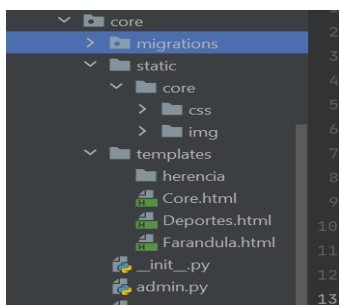 core
migrations
static
core
css
img
templates
herencia
Core.html
Deportes.html
Farandula.html
__init__.py
admin.py
2
3
4
5
6
7
8
9
10
11
12
13